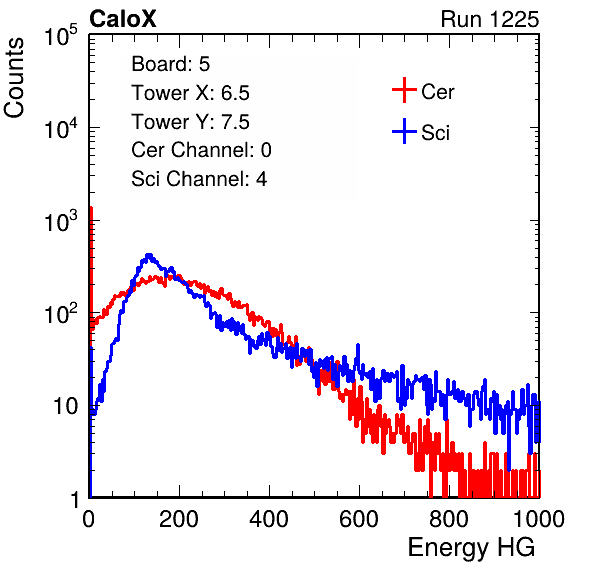 CaloX Run 1225
Counts
10^5
10^4
10^3
10^2
10
1
Board: 5
Tower X: 6.5
Tower Y: 7.5
Cer Channel: 0
Sci Channel: 4
Cer
Sci
0 200 400 600 800 1000
Energy HG